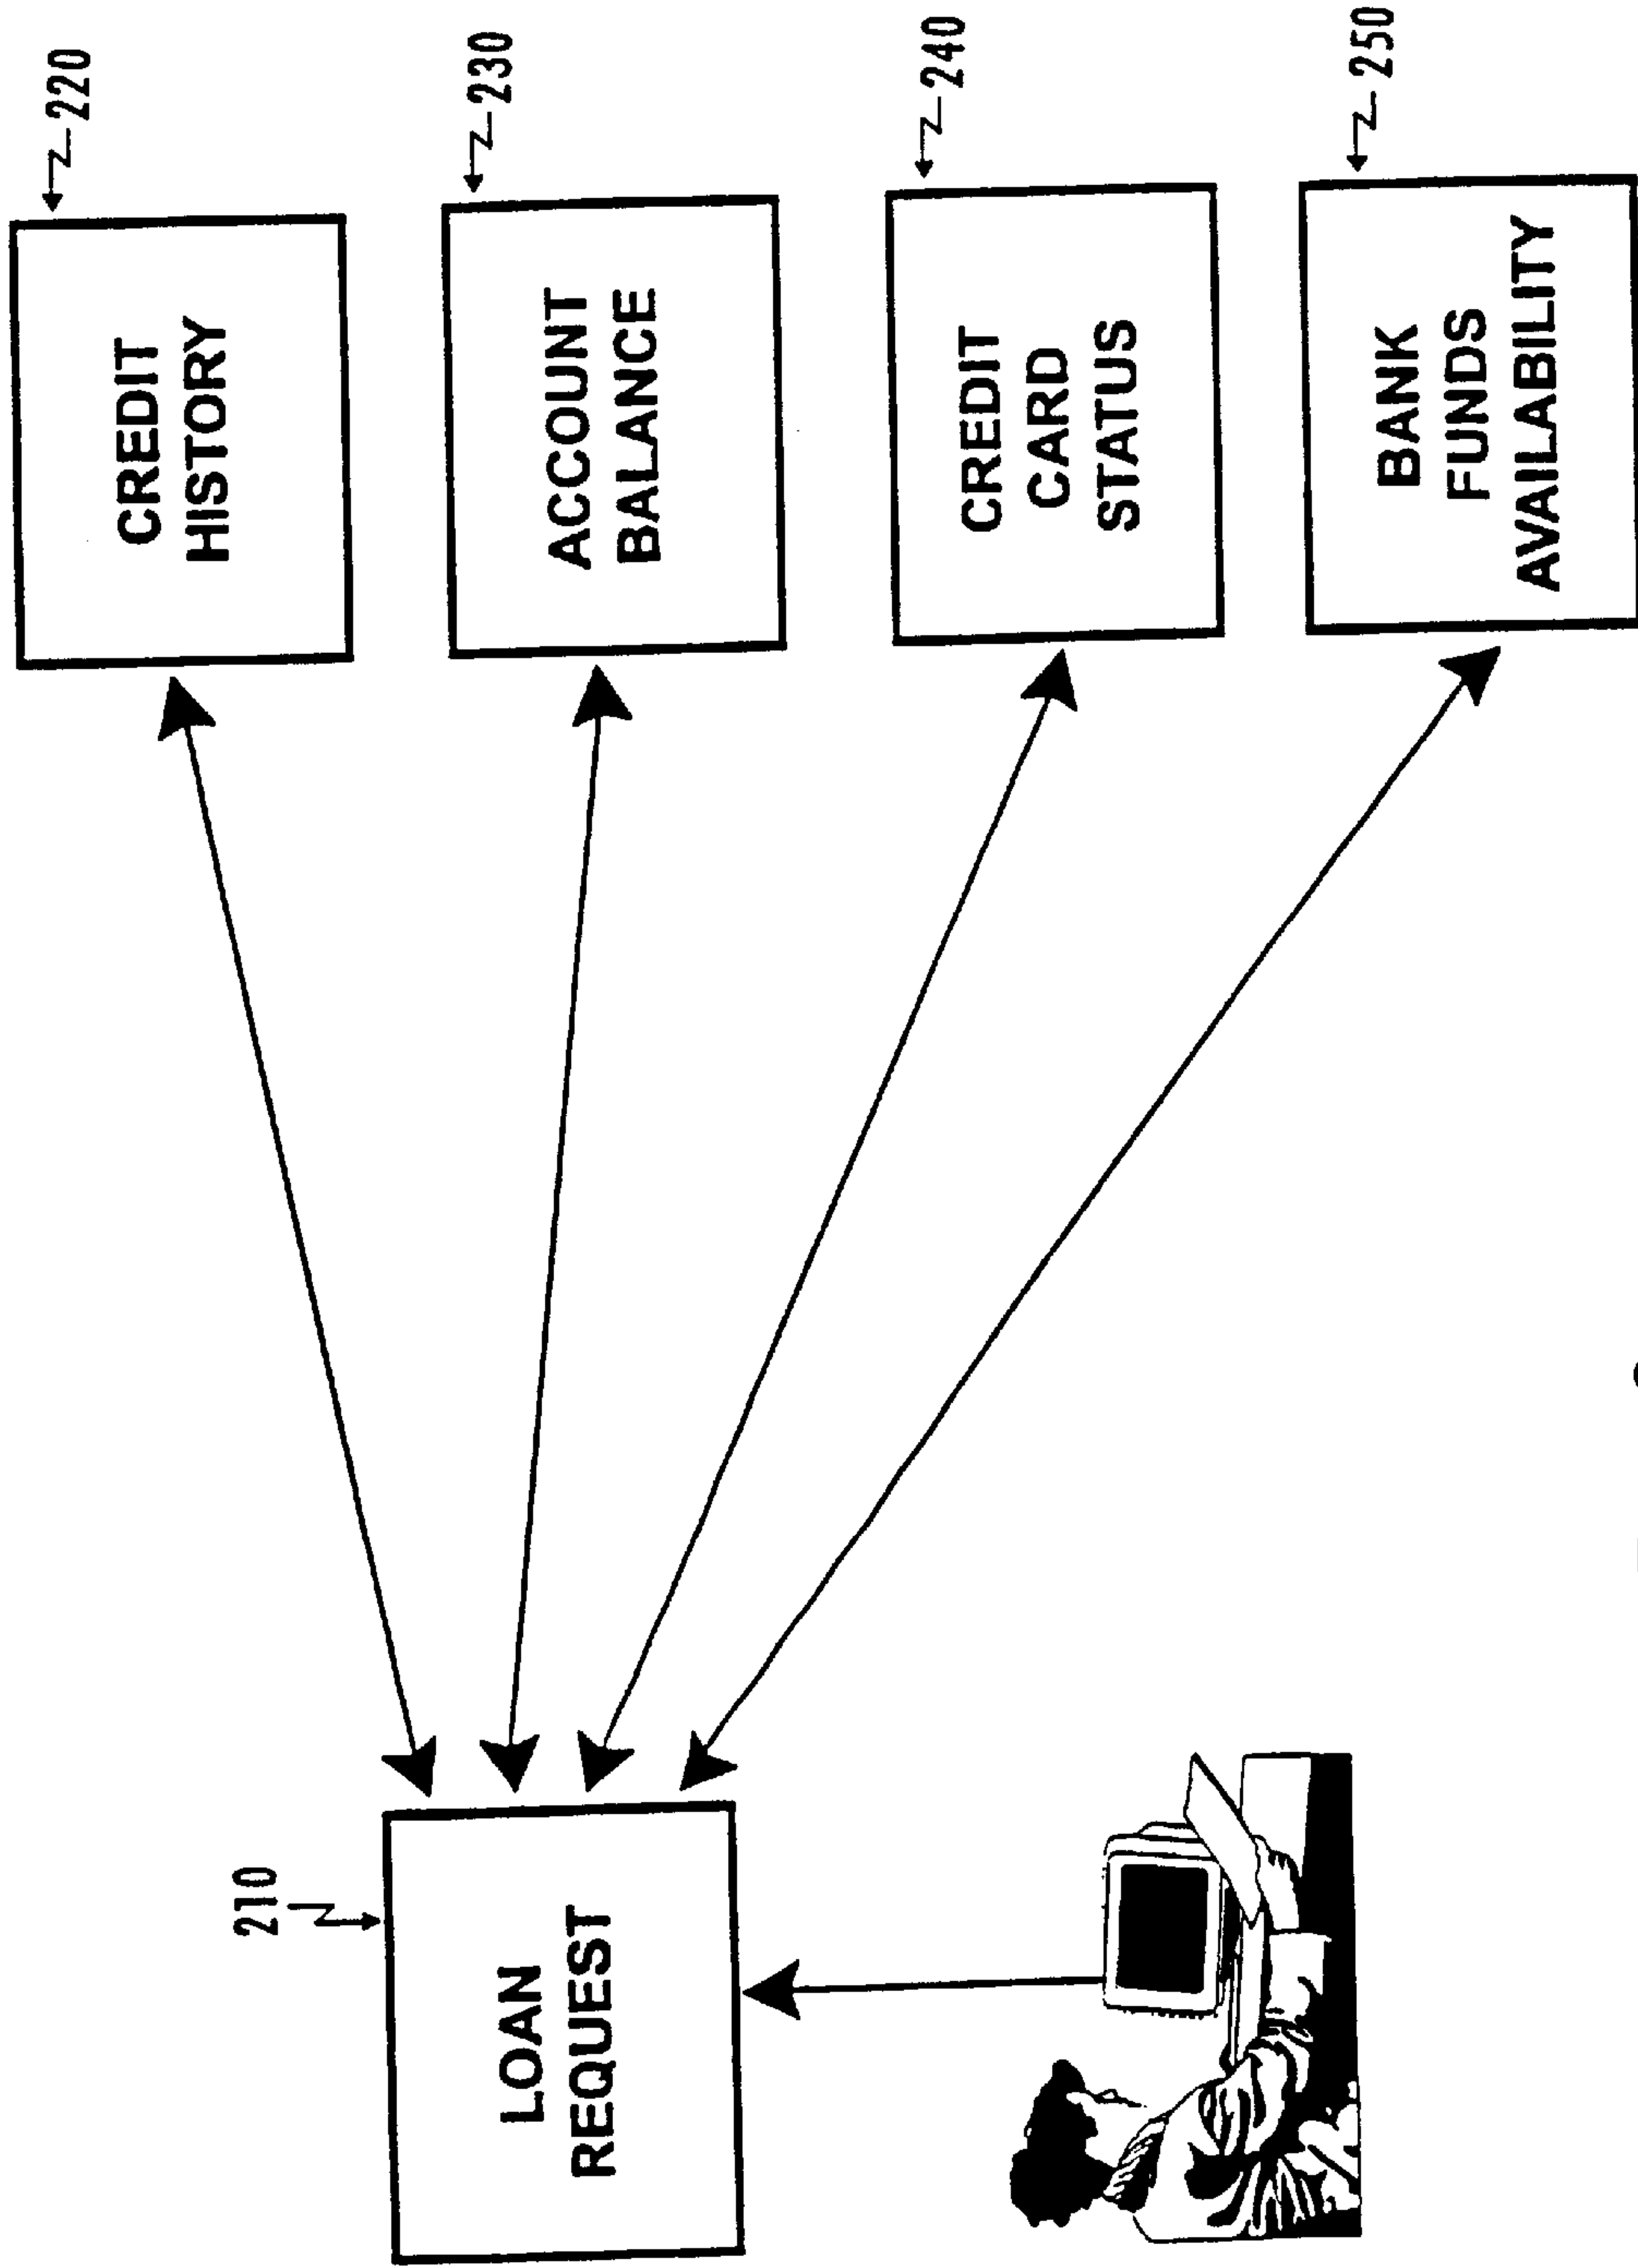 210
LOAN
REQUEST
220
CREDIT
HISTORY
230
ACCOUNT
BALANCE
240
CREDIT
CARD
STATUS
250
BANK
FUNDS
AVAILABILITY